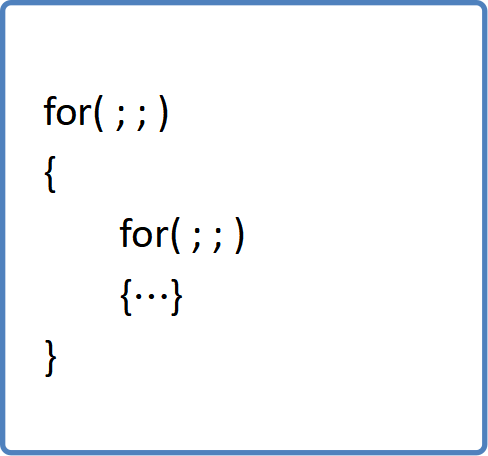 for( ; ; )
{
for( ; ; )
{⋯}
}